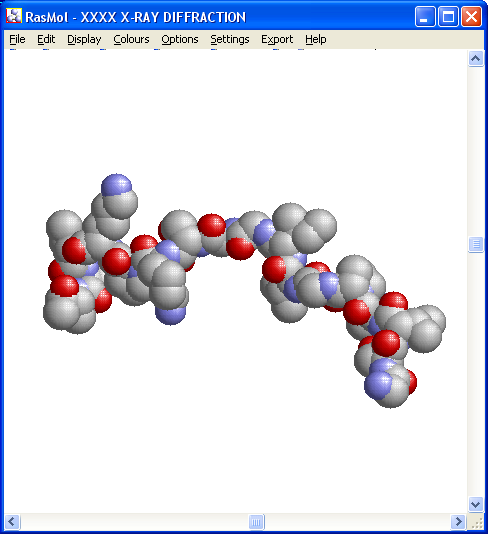 RasMol - XXXX X-RAY DIFFRACTION
File Edit Display Colours Options Settings Export Help